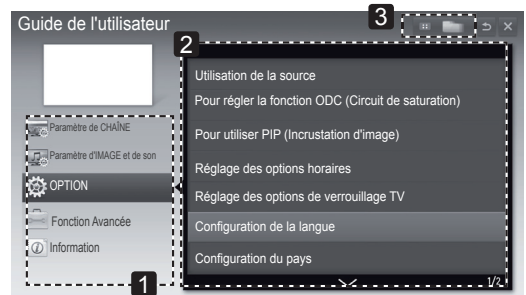 Guide de l'utilisateur
3
2
Paramètre de CHAÎNE
Paramètre d'IMAGE et de son
OPTION
Fonction Avancée
Information
1
Utilisation de la source
Pour régler la fonction ODC (Circuit de saturation)
Pour utiliser PIP (Incrustation d'image)
Réglage des options horaires
Réglage des options de verrouillage TV
Configuration de la langue
Configuration du pays
1/2